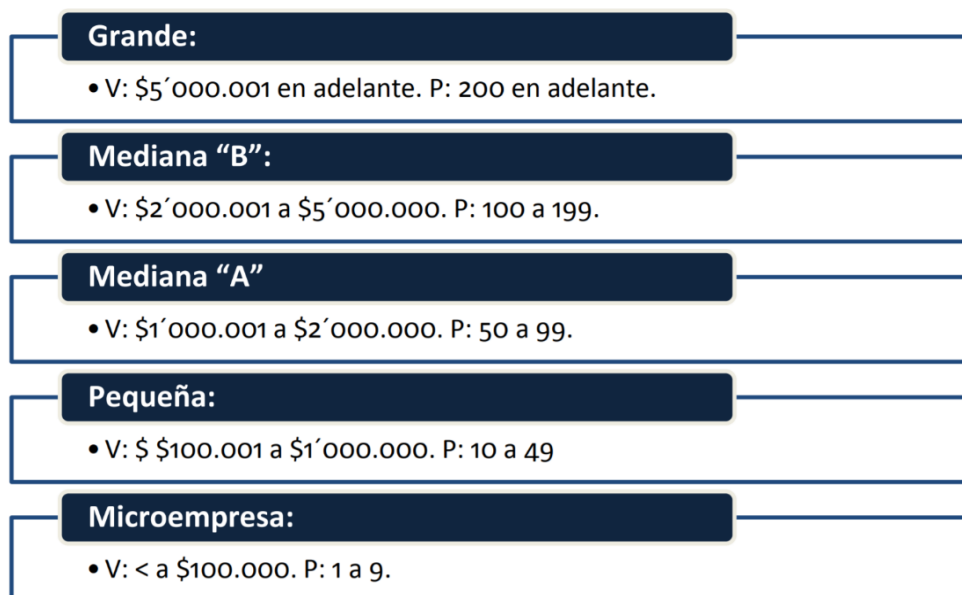 Grande:
• V: $5´000.001 en adelante. P: 200 en adelante.
Mediana “B”:
• V: $2´000.001 a $5´000.000. P: 100 a 199.
Mediana “A”
• V: $1´000.001 a $2´000.000. P: 50 a 99.
Pequeña:
• V: $ $100.001 a $1´000.000. P: 10 a 49
Microempresa:
• V: < a $100.000. P: 1 a 9.